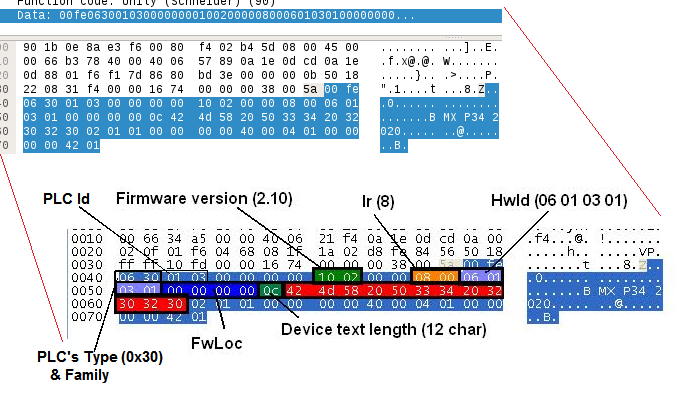 Function Code: Unity (Schneider) (90)
Data: 00fe06300103000000001002000008000601030100000000...
00 90 1b 0e 8a e3 f6 00 80 f4 02 b4 5d 08 00 45 00 ........ ....]..E.
10 00 66 b3 78 40 00 40 06 57 89 0a 1e 0d cd 0a 1e .f.x@.@. W.......
20 0d 88 01 f6 f1 7d 86 80 bd 3e 00 00 00 0b 50 18 .....}.. .>....P.
30 22 08 31 f4 00 00 16 74 00 00 00 38 00 5a 00 fe ".1....t ...8.Z..
40 06 30 01 03 00 00 00 00 10 02 00 00 08 00 06 01 .0...... ........
50 03 01 00 00 00 00 0c 42 4d 58 20 50 33 34 20 32 .......B MX P34 2
60 30 32 30 02 01 01 00 00 00 00 40 00 04 01 00 00 020..... ..@.....
70 00 00 42 01 ..B.
PLC Id
Firmware version (2.10)
Ir (8)
HwId (06 01 03 01)
0010 00 66 34 a5 00 00 40 06 21 f4 0a 1e 0d cd 0a 00 .f4...@. !.......
0020 02 0f 01 f6 04 68 08 1f 1a 02 d8 fe 84 56 50 18 .....h.. .....VP.
0030 ff ff 10 fd 00 00 16 74 00 00 00 38 00 5a 00 fe .......t ...8.Z..
0040 06 30 01 03 00 00 00 00 10 02 00 00 08 00 06 01 .0...... ........
0050 03 01 00 00 00 00 0c 42 4d 58 20 50 33 34 20 32 .......B MX P34 2
0060 30 32 30 02 01 01 00 00 00 00 40 00 04 01 00 00 020..... ..@.....
0070 00 00 42 01 ..B.
Device text length (12 char)
FwLoc
PLC's Type (0x30)
& Family